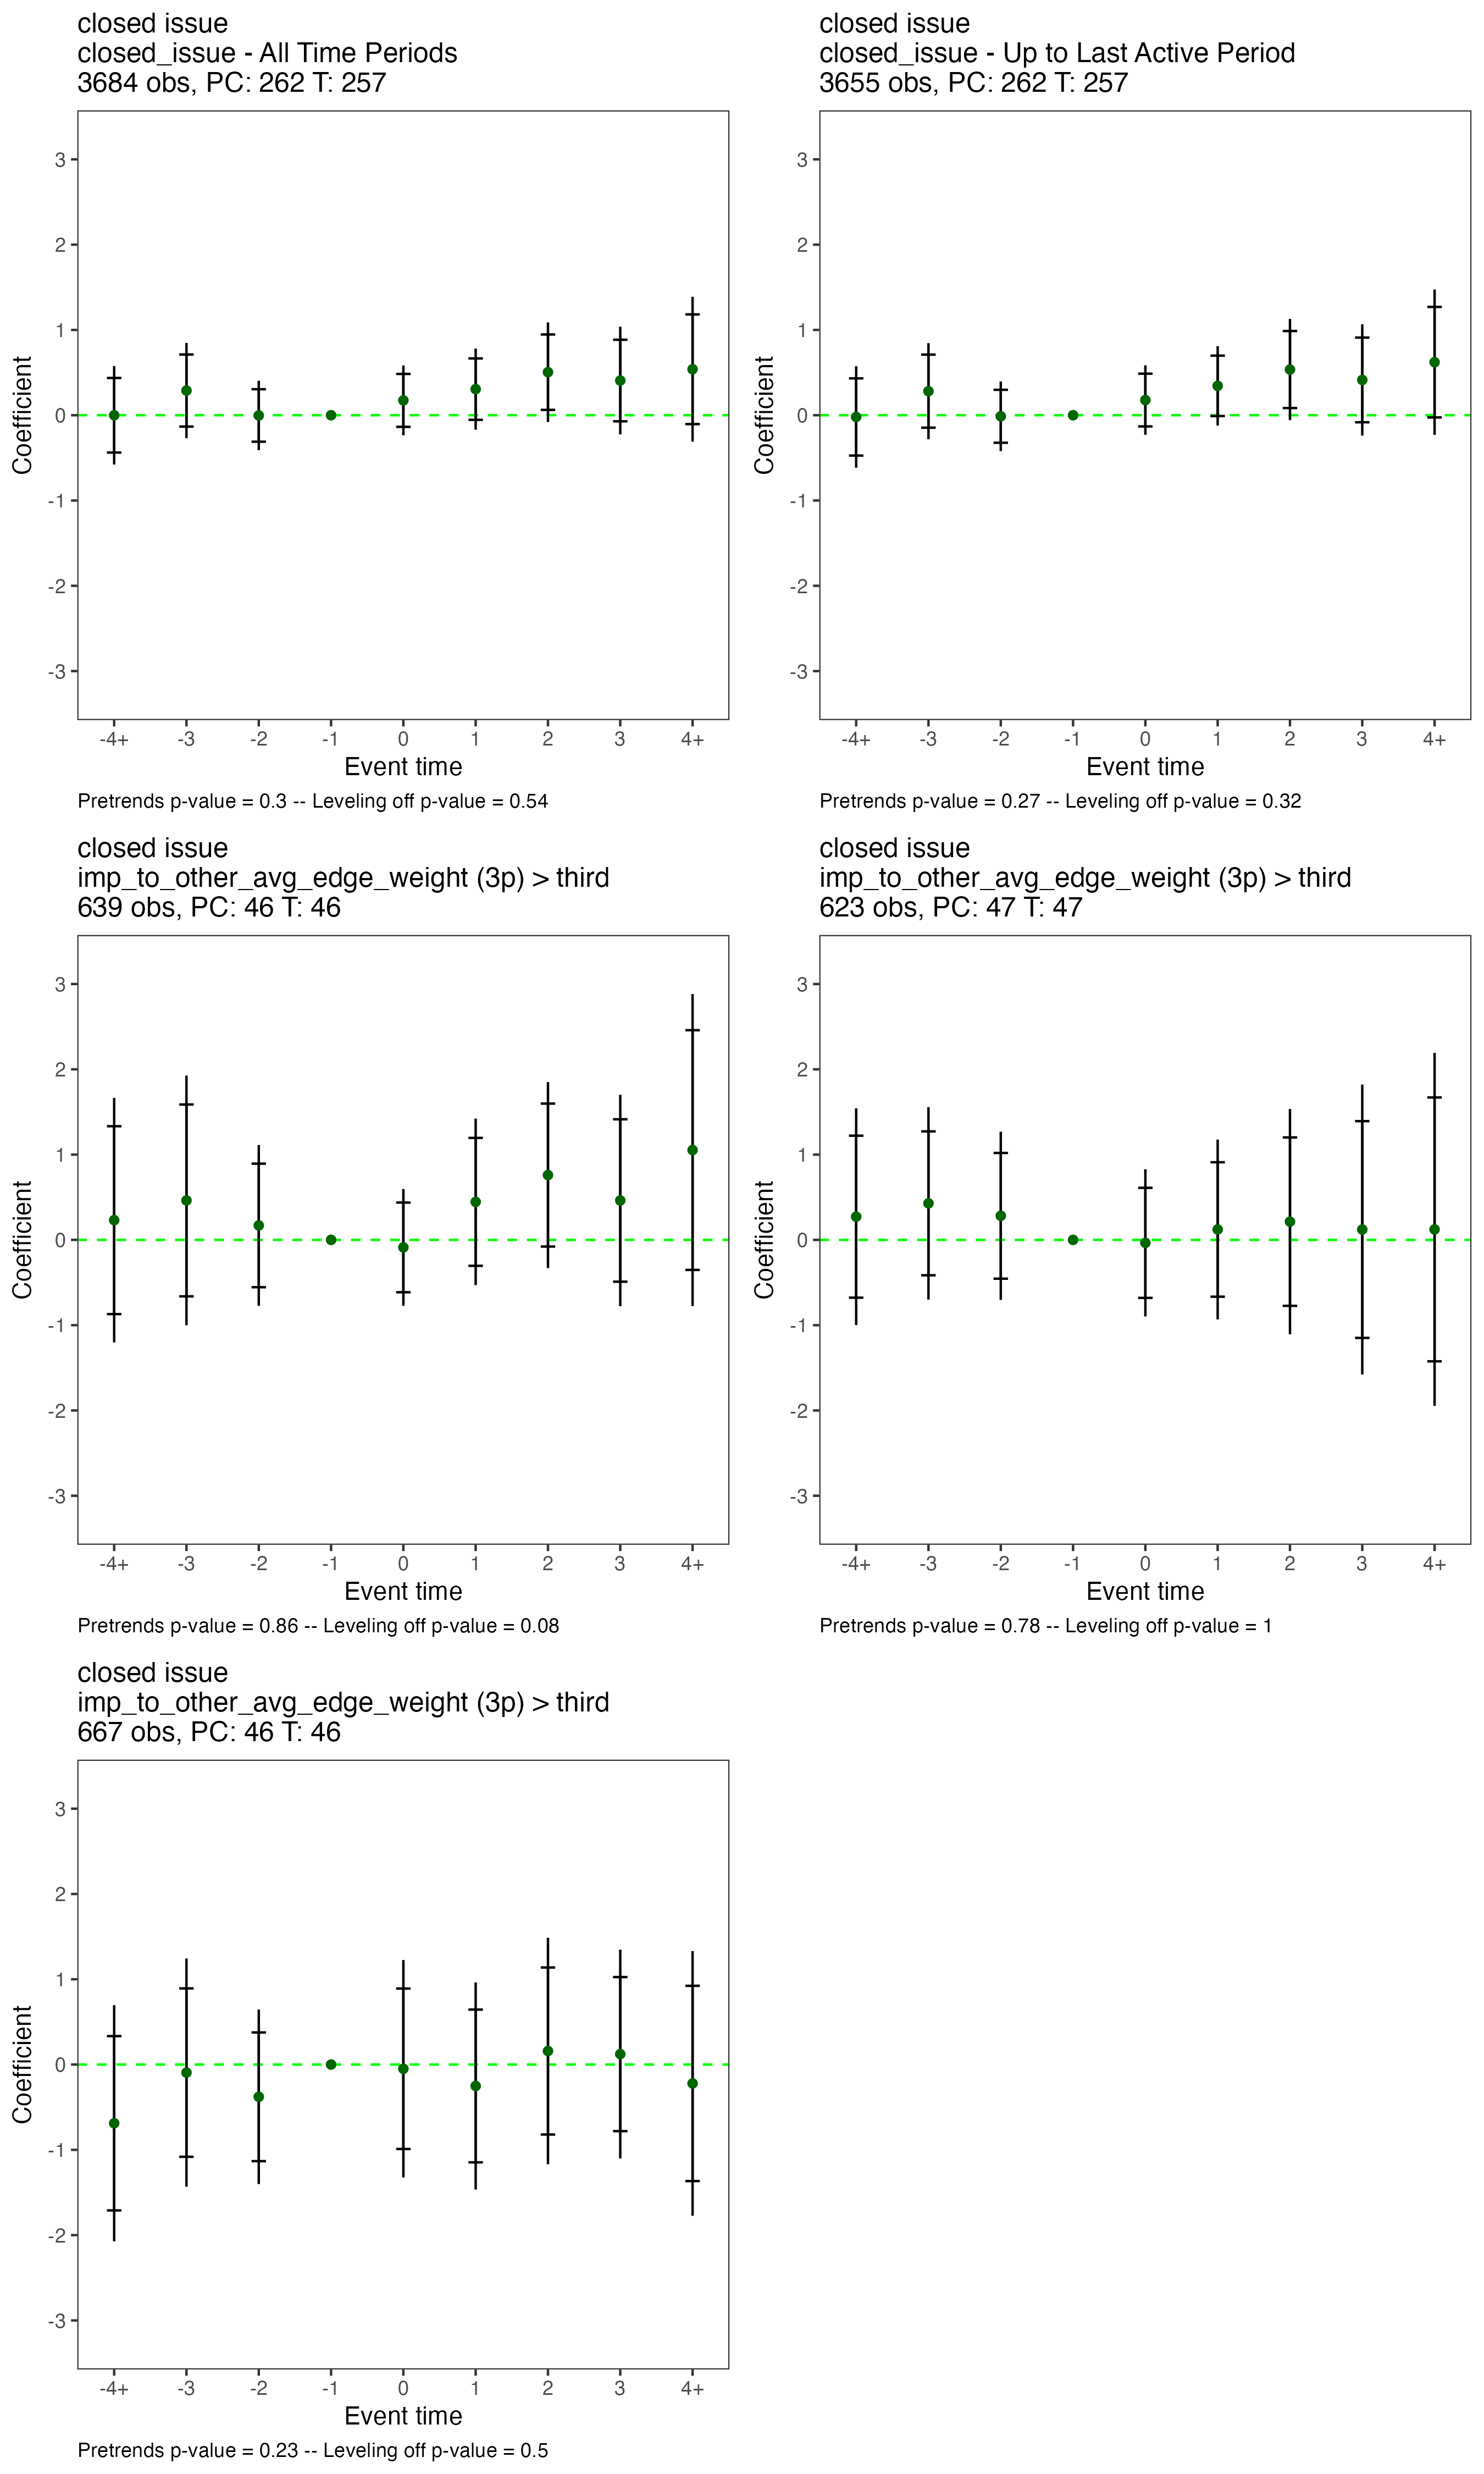 closed issue
closed_issue - All Time Periods
3684 obs, PC: 262 T: 257
Coefficient
3
2
1
0
-1
-2
-3
-4+ -3 -2 -1 0 1 2 3 4+
Event time
Pretrends p-value = 0.3 -- Leveling off p-value = 0.54
closed issue
closed_issue - Up to Last Active Period
3655 obs, PC: 262 T: 257
Coefficient
3
2
1
0
-1
-2
-3
-4+ -3 -2 -1 0 1 2 3 4+
Event time
Pretrends p-value = 0.27 -- Leveling off p-value = 0.32
closed issue
imp_to_other_avg_edge_weight (3p) > third
639 obs, PC: 46 T: 46
Coefficient
3
2
1
0
-1
-2
-3
-4+ -3 -2 -1 0 1 2 3 4+
Event time
Pretrends p-value = 0.86 -- Leveling off p-value = 0.08
closed issue
imp_to_other_avg_edge_weight (3p) > third
623 obs, PC: 47 T: 47
Coefficient
3
2
1
0
-1
-2
-3
-4+ -3 -2 -1 0 1 2 3 4+
Event time
Pretrends p-value = 0.78 -- Leveling off p-value = 1
closed issue
imp_to_other_avg_edge_weight (3p) > third
667 obs, PC: 46 T: 46
Coefficient
3
2
1
0
-1
-2
-3
-4+ -3 -2 -1 0 1 2 3 4+
Event time
Pretrends p-value = 0.23 -- Leveling off p-value = 0.5